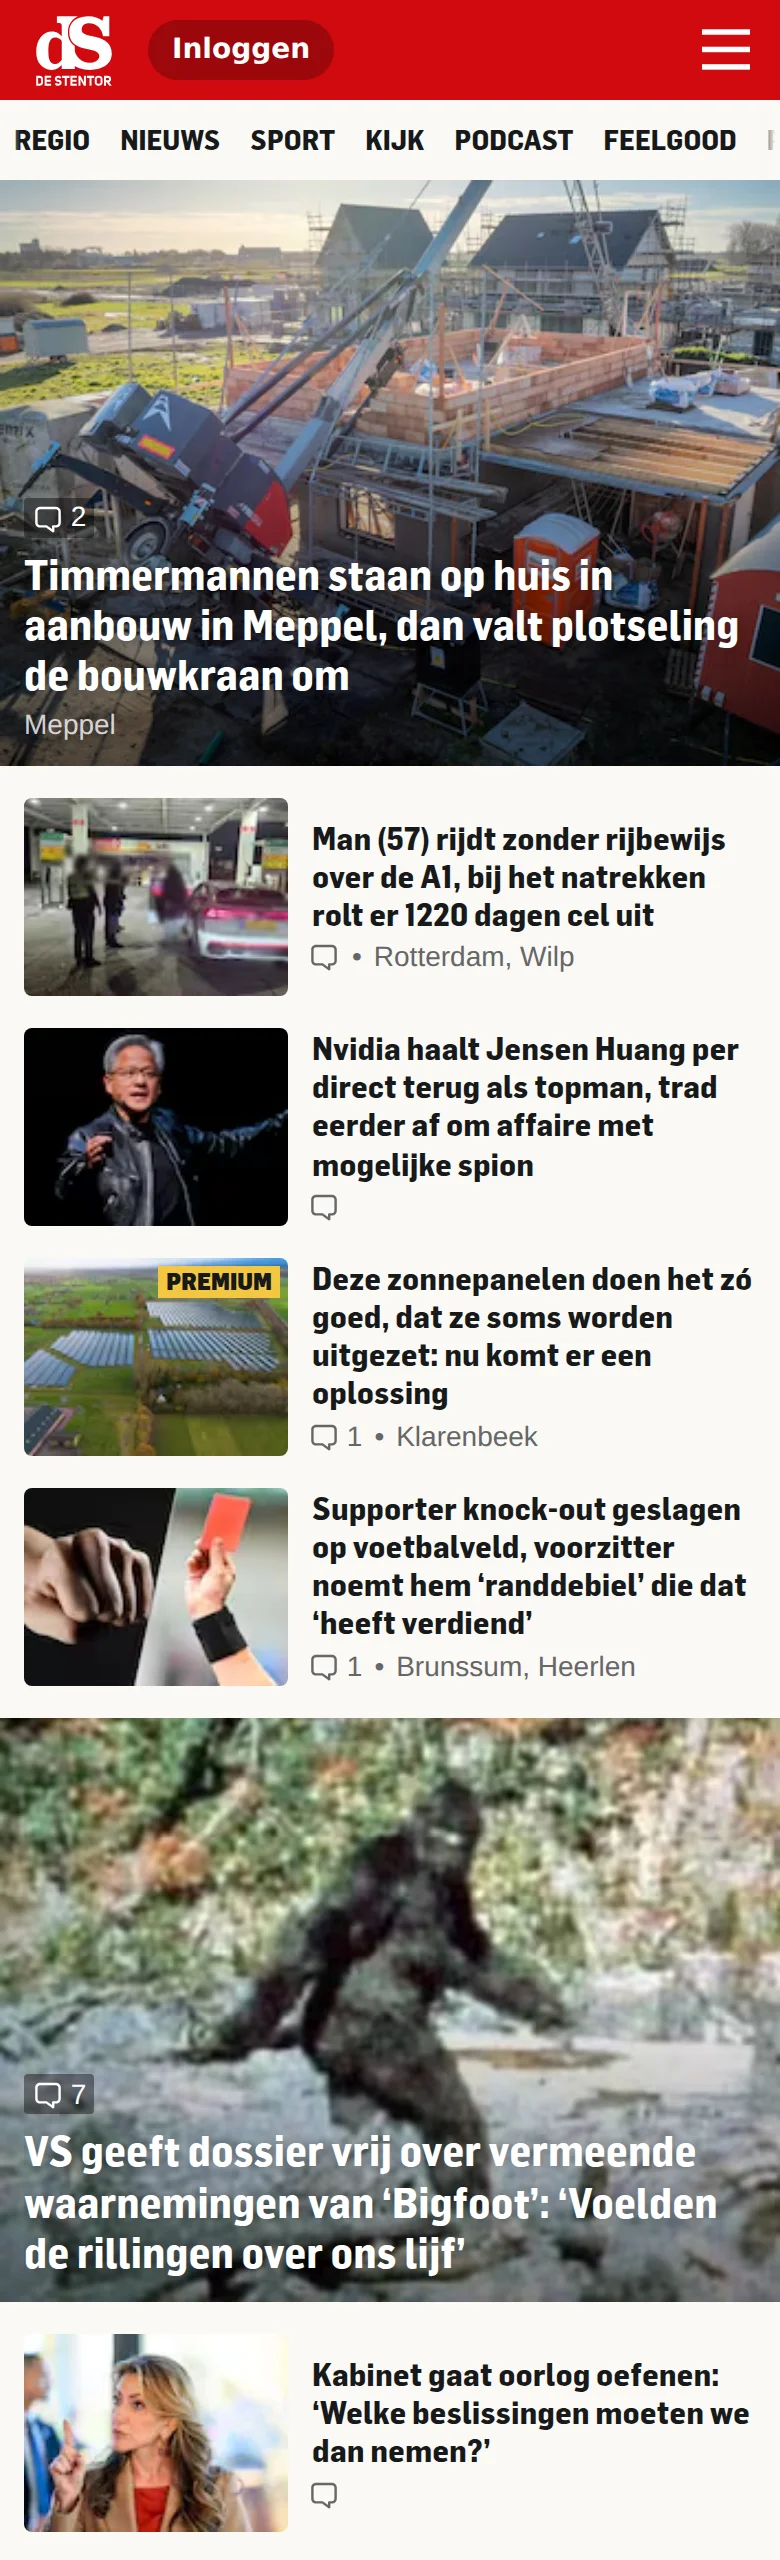 dS
DE STENTOR
Inloggen
REGIO NIEUWS SPORT KIJK PODCAST FEELGOOD
2
Timmermannen staan op huis in
aanbouw in Meppel, dan valt plotseling
de bouwkraan om
Meppel
Man (57) rijdt zonder rijbewijs
over de A1, bij het natrekken
rolt er 1220 dagen cel uit
• Rotterdam, Wilp
Nvidia haalt Jensen Huang per
direct terug als topman, trad
eerder af om affaire met
mogelijke spion
PREMIUM
Deze zonnepanelen doen het zó
goed, dat ze soms worden
uitgezet: nu komt er een
oplossing
1 • Klarenbeek
Supporter knock-out geslagen
op voetbalveld, voorzitter
noemt hem ‘randdebiel’ die dat
‘heeft verdiend’
1 • Brunssum, Heerlen
7
VS geeft dossier vrij over vermeende
waarnemingen van ‘Bigfoot’: ‘Voelden
de rillingen over ons lijf’
Kabinet gaat oorlog oefenen:
‘Welke beslissingen moeten we
dan nemen?’